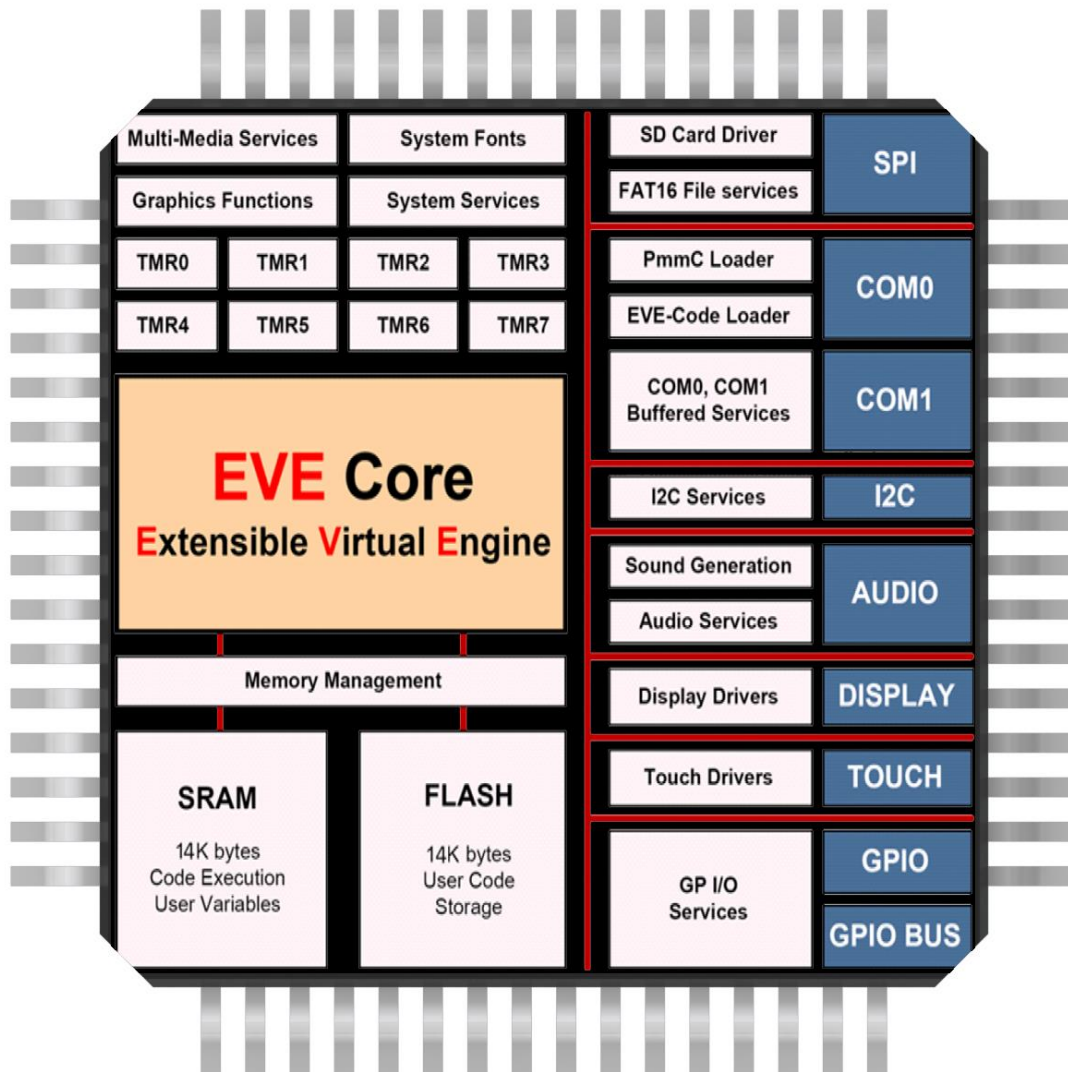 Multi-Media Services
System Fonts
Graphics Functions
System Services
TMR0
TMR1
TMR2
TMR3
TMR4
TMR5
TMR6
TMR7
EVE Core
Extensible Virtual Engine
Memory Management
SRAM
14K bytes
Code Execution
User Variables
FLASH
14K bytes
User Code
Storage
SD Card Driver
FAT16 File services
SPI
PmmC Loader
EVE-Code Loader
COM0
COM0, COM1
Buffered Services
COM1
I2C Services
I2C
Sound Generation
Audio Services
AUDIO
Display Drivers
DISPLAY
Touch Drivers
TOUCH
GP I/O
Services
GPIO
GPIO BUS